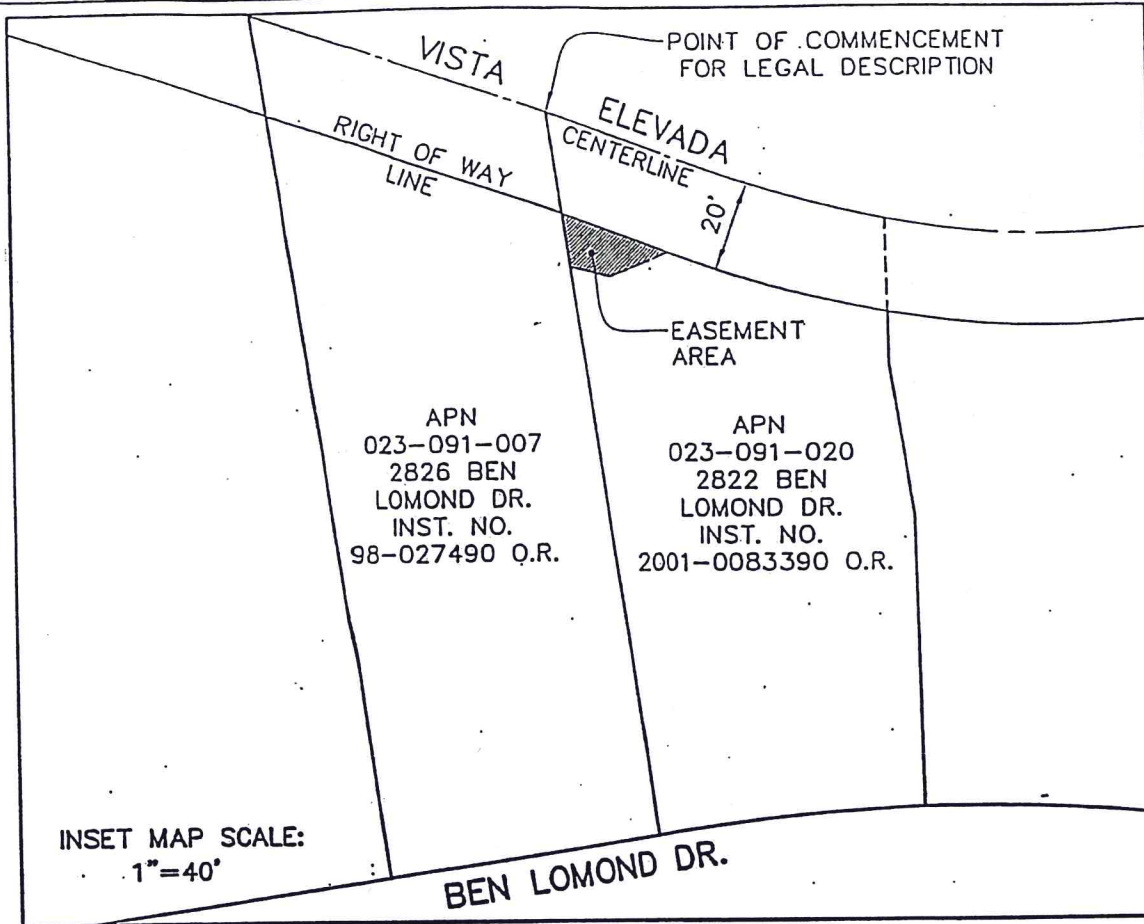 VISTA
ELEVADA
CENTERLINE
POINT OF COMMENCEMENT
FOR LEGAL DESCRIPTION
RIGHT OF WAY
LINE
20'
EASEMENT
AREA
APN
023-091-007
2826 BEN
LOMOND DR.
INST. NO.
98-027490 O.R.
APN
023-091-020
2822 BEN
LOMOND DR.
INST. NO.
2001-0083390 O.R.
INSET MAP SCALE:
1"=40'
BEN LOMOND DR.